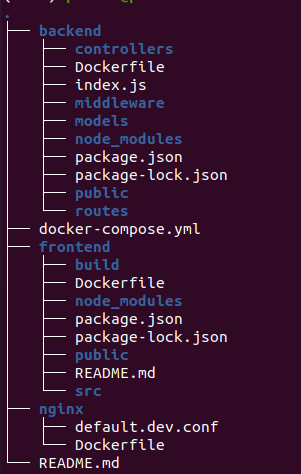 .
├── backend
│   ├── controllers
│   ├── Dockerfile
│   ├── index.js
│   ├── middleware
│   ├── models
│   ├── node_modules
│   ├── package.json
│   ├── package-lock.json
│   ├── public
│   └── routes
├── docker-compose.yml
├── frontend
│   ├── build
│   ├── Dockerfile
│   ├── node_modules
│   ├── package.json
│   ├── package-lock.json
│   ├── public
│   ├── README.md
│   └── src
├── nginx
│   ├── default.dev.conf
│   └── Dockerfile
└── README.md